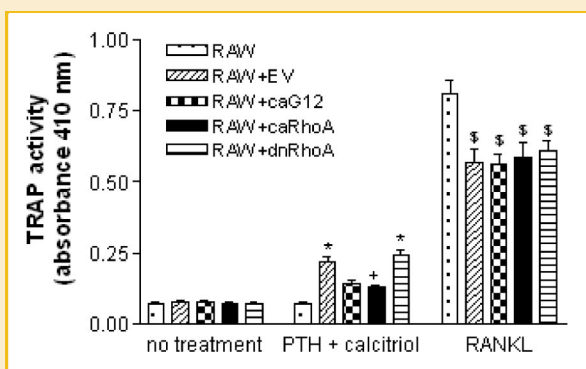 1.00
0.75
0.50
0.25
0.00
TRAP activity
(absorbance 410 nm)
RAW
RAW+EV
RAW+caG12
RAW+caRhoA
RAW+dnRhoA
* + *
$ $ $ $
no treatment PTH + calcitriol RANKL